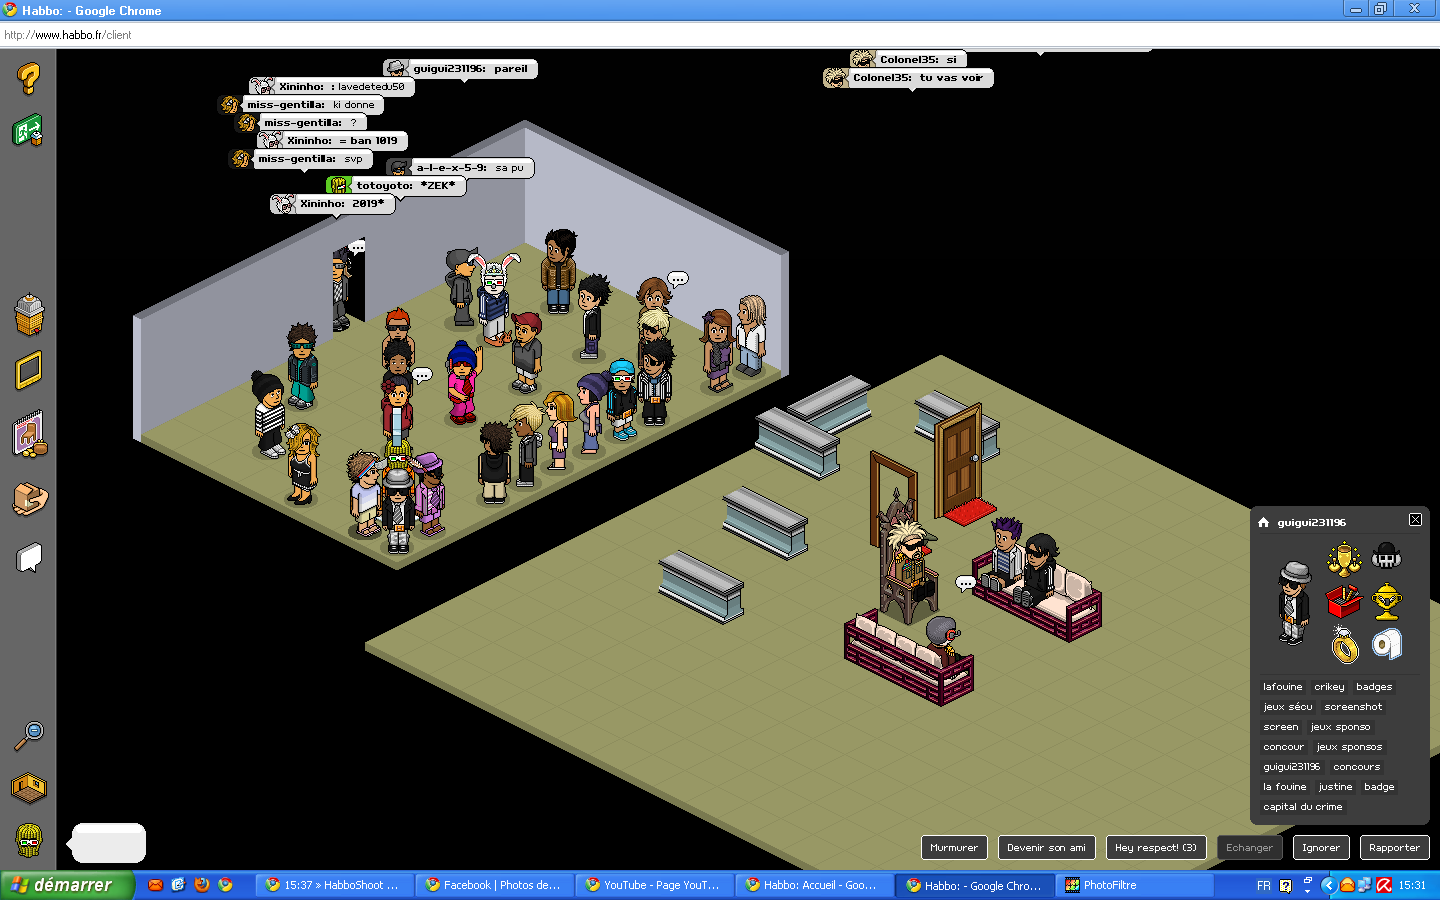 Habbo: - Google Chrome
http://www.habbo.fr/client
guigui231196: pareil
Xininho: : lavedetedu50
miss-gentilla: ki donne
miss-gentilla: ?
Xininho: = ban 1019
miss-gentilla: svp
a-l-e-x-5-9: sa pu
totoyoto: *ZEK*
Xininho: 2019*
Colonel35: si
Colonel35: tu vas voir
guigui231196
lafouine crikey badges
jeux sécu screenshot
screen jeux sponso
concour jeux sponsos
guigui231196 concours
la fouine justine badge
capital du crime
Murmurer Devenir son ami Hey respect! (3) Echanger Ignorer Rapporter
démarrer 15:37 » HabboShoot ... Facebook | Photos de... YouTube - Page YouT... Habbo: Accueil - Goo... Habbo: - Google Chro... PhotoFiltre FR 15:31